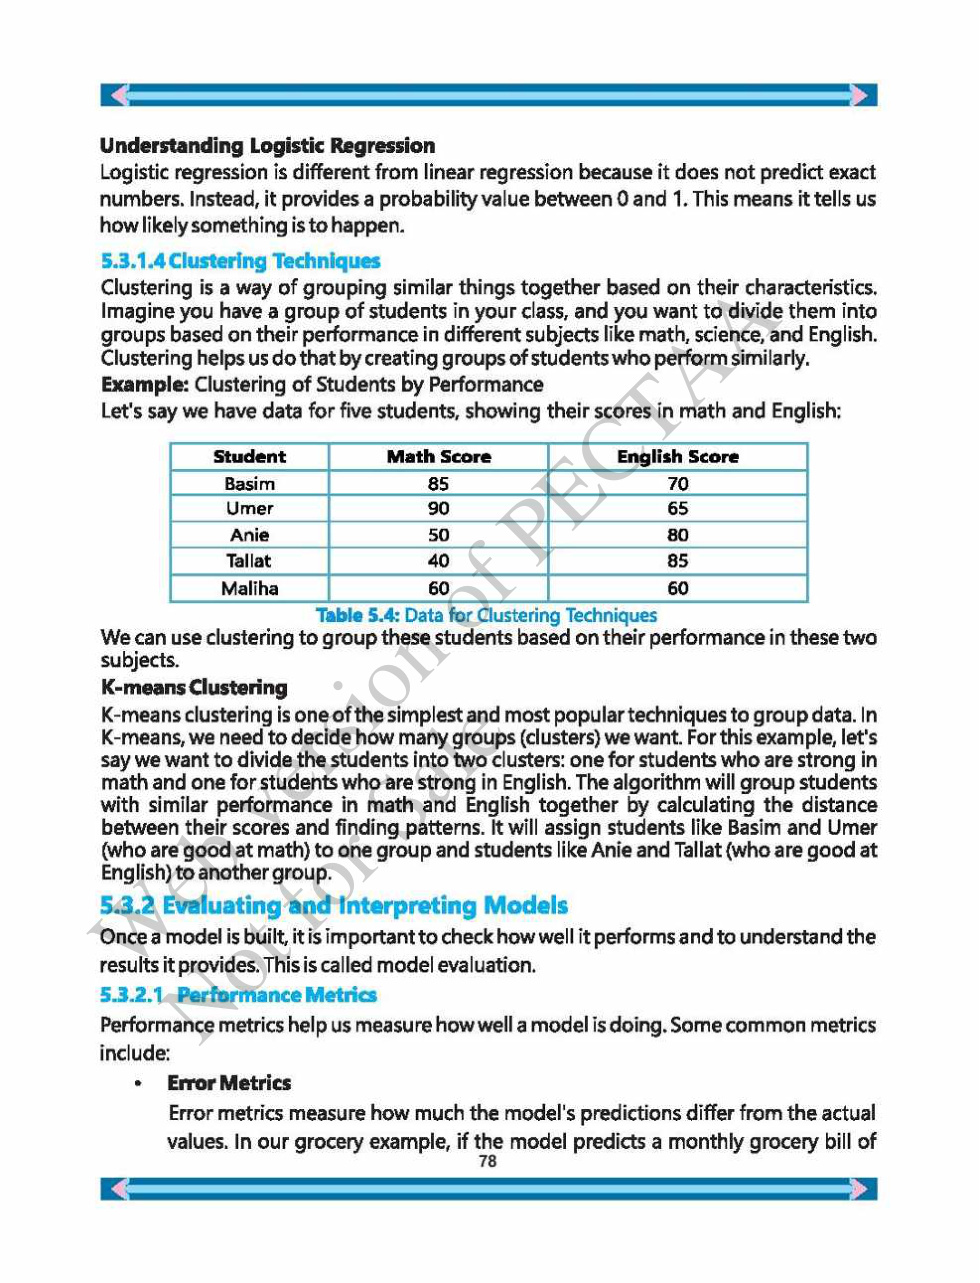 Understanding Logistic Regression
Logistic regression is different from linear regression because it does not predict exact
numbers. Instead, it provides a probability value between 0 and 1. This means it tells us
how likely something is to happen.
5.3.1.4 Clustering Techniques
Clustering is a way of grouping similar things together based on their characteristics.
Imagine you have a group of students in your class, and you want to divide them into
groups based on their performance in different subjects like math, science, and English.
Clustering helps us do that by creating groups of students who perform similarly.
Example: Clustering of Students by Performance
Let's say we have data for five students, showing their scores in math and English:
Student Math Score English Score
Basim 85 70
Umer 90 65
Anie 50 80
Tallat 40 85
Maliha 60 60
Table 5.4: Data for Clustering Techniques
We can use clustering to group these students based on their performance in these two
subjects.
K-means Clustering
K-means clustering is one of the simplest and most popular techniques to group data. In
K-means, we need to decide how many groups (clusters) we want. For this example, let's
say we want to divide the students into two clusters: one for students who are strong in
math and one for students who are strong in English. The algorithm will group students
with similar performance in math and English together by calculating the distance
between their scores and finding patterns. It will assign students like Basim and Umer
(who are good at math) to one group and students like Anie and Tallat (who are good at
English) to another group.
5.3.2 Evaluating and Interpreting Models
Once a model is built, it is important to check how well it performs and to understand the
results it provides. This is called model evaluation.
5.3.2.1 Performance Metrics
Performance metrics help us measure how well a model is doing. Some common metrics
include:
• Error Metrics
Error metrics measure how much the model's predictions differ from the actual
values. In our grocery example, if the model predicts a monthly grocery bill of
78
Web Version of PECTAA
Not for Sale